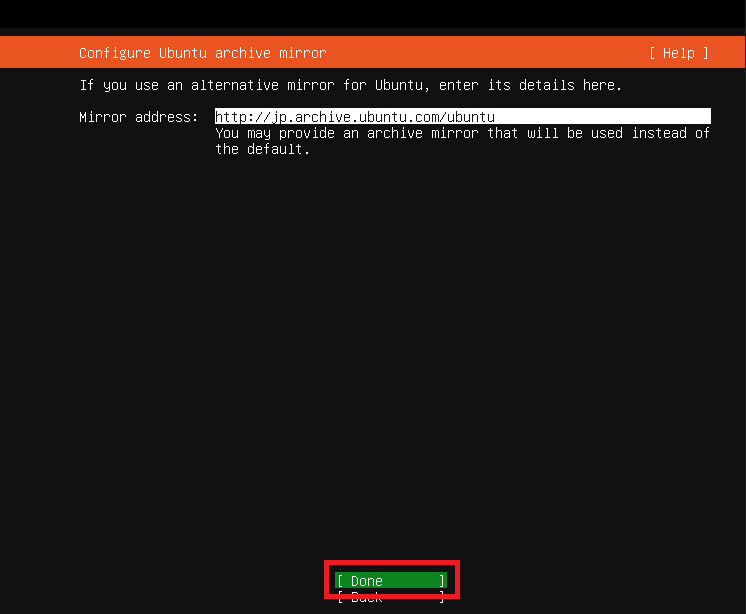 Configure Ubuntu archive mirror [ Help ]
If you use an alternative mirror for Ubuntu, enter its details here.
Mirror address: http://jp.archive.ubuntu.com/ubuntu
You may provide an archive mirror that will be used instead of
the default.
[ Done ]
[ Back ]